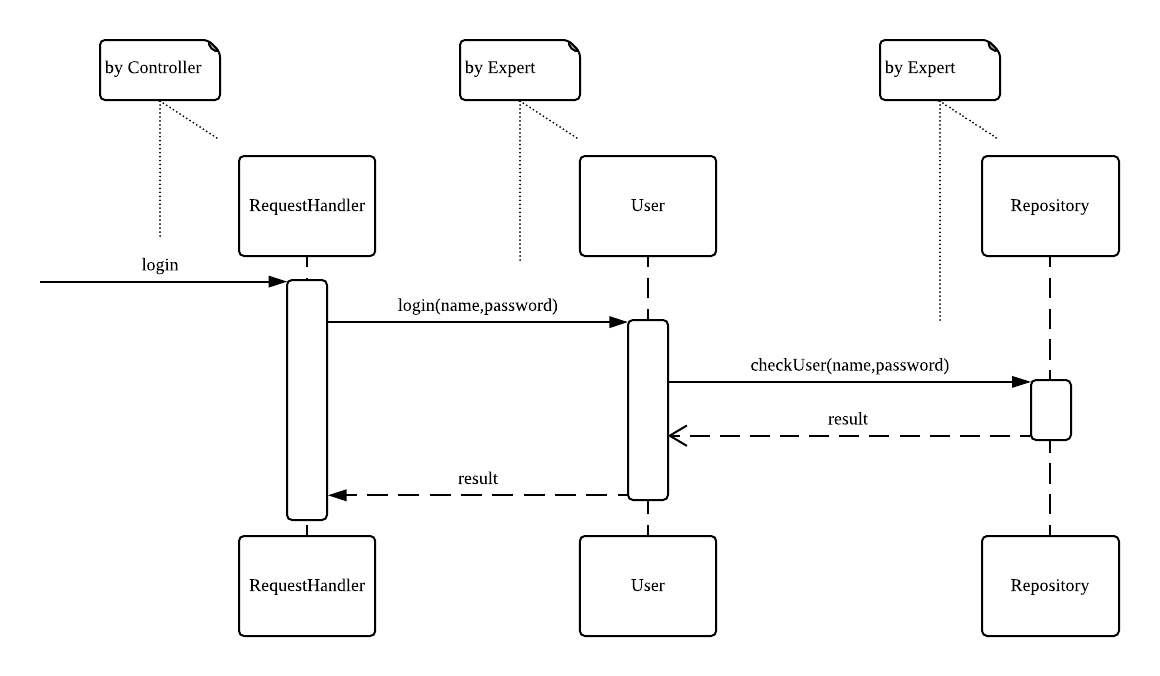 by Controller
by Expert
by Expert
RequestHandler
User
Repository
login
login(name,password)
checkUser(name,password)
result
result
RequestHandler
User
Repository